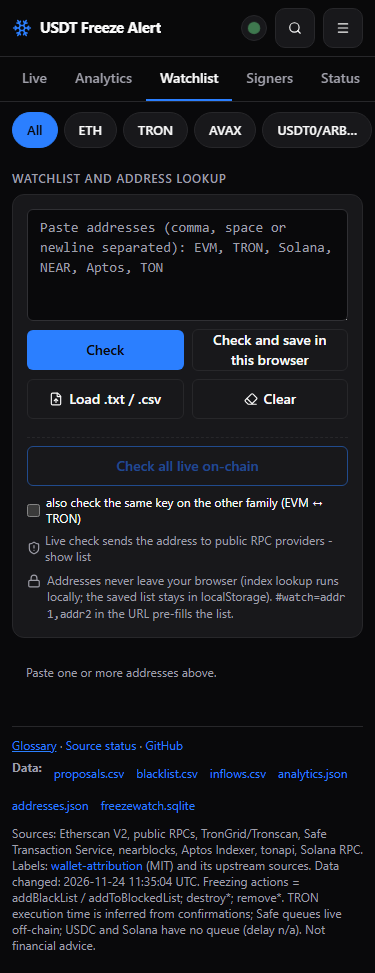 USDT Freeze Alert
Live Analytics Watchlist Signers Status
All ETH TRON AVAX USDT0/ARB...
WATCHLIST AND ADDRESS LOOKUP
Paste addresses (comma, space or
newline separated): EVM, TRON, Solana,
NEAR, Aptos, TON
Check
Check and save in
this browser
Load .txt / .csv
Clear
Check all live on-chain
also check the same key on the other family (EVM ↔
TRON)
Live check sends the address to public RPC providers -
show list
Addresses never leave your browser (index lookup runs
locally; the saved list stays in localStorage). #watch=addr
1,addr2 in the URL pre-fills the list.
Paste one or more addresses above.
Glossary · Source status · GitHub
Data: proposals.csv blacklist.csv inflows.csv analytics.json
addresses.json freezewatch.sqlite
Sources: Etherscan V2, public RPCs, TronGrid/Tronscan, Safe
Transaction Service, nearblocks, Aptos Indexer, tonapi, Solana RPC.
Labels: wallet-attribution (MIT) and its upstream sources. Data
changed: 2026-11-24 11:35:04 UTC. Freezing actions =
addBlackList / addToBlockedList; destroy*; remove*. TRON
execution time is inferred from confirmations; Safe queues live
off-chain; USDC and Solana have no queue (delay n/a). Not
financial advice.